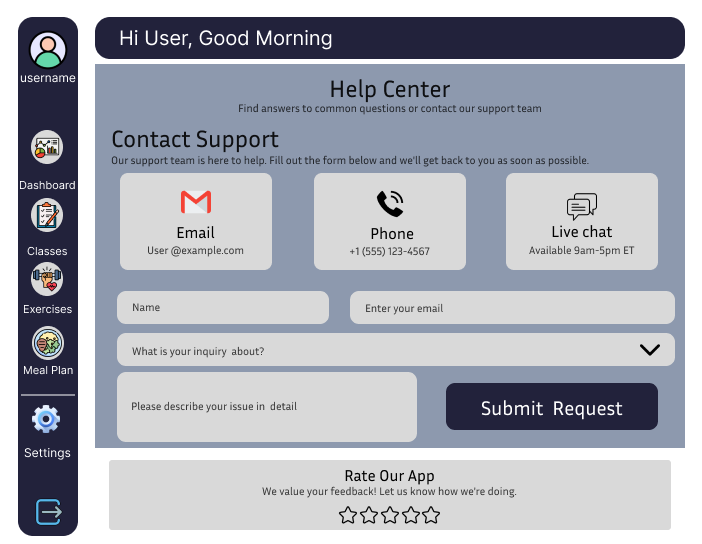 Hi User, Good Morning
username
Dashboard
Classes
Exercises
Meal Plan
Settings
Help Center
Find answers to common questions or contact our support team
Contact Support
Our support team is here to help. Fill out the form below and we'll get back to you as soon as possible.
Email
User @example.com
Phone
+1 (555) 123-4567
Live chat
Available 9am-5pm ET
Name
Enter your email
What is your inquiry about?
Please describe your issue in detail
Submit Request
Rate Our App
We value your feedback! Let us know how we're doing.